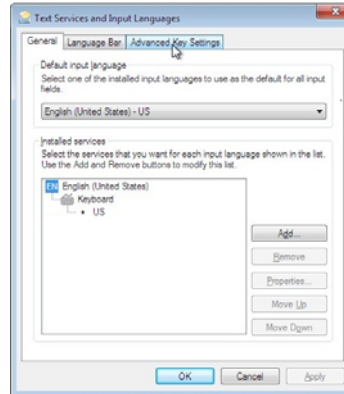 Text Services and Input Languages
General Language Bar Advanced Key Settings
Default input language
Select one of the installed input languages to use as the default for all input
fields.
English (United States) - US
Installed services
Select the services that you want for each input language shown in the list.
Use the Add and Remove buttons to modify this list.
EN English (United States)
Keyboard
US
Add...
Remove
Properties...
Move Up
Move Down
OK Cancel Apply